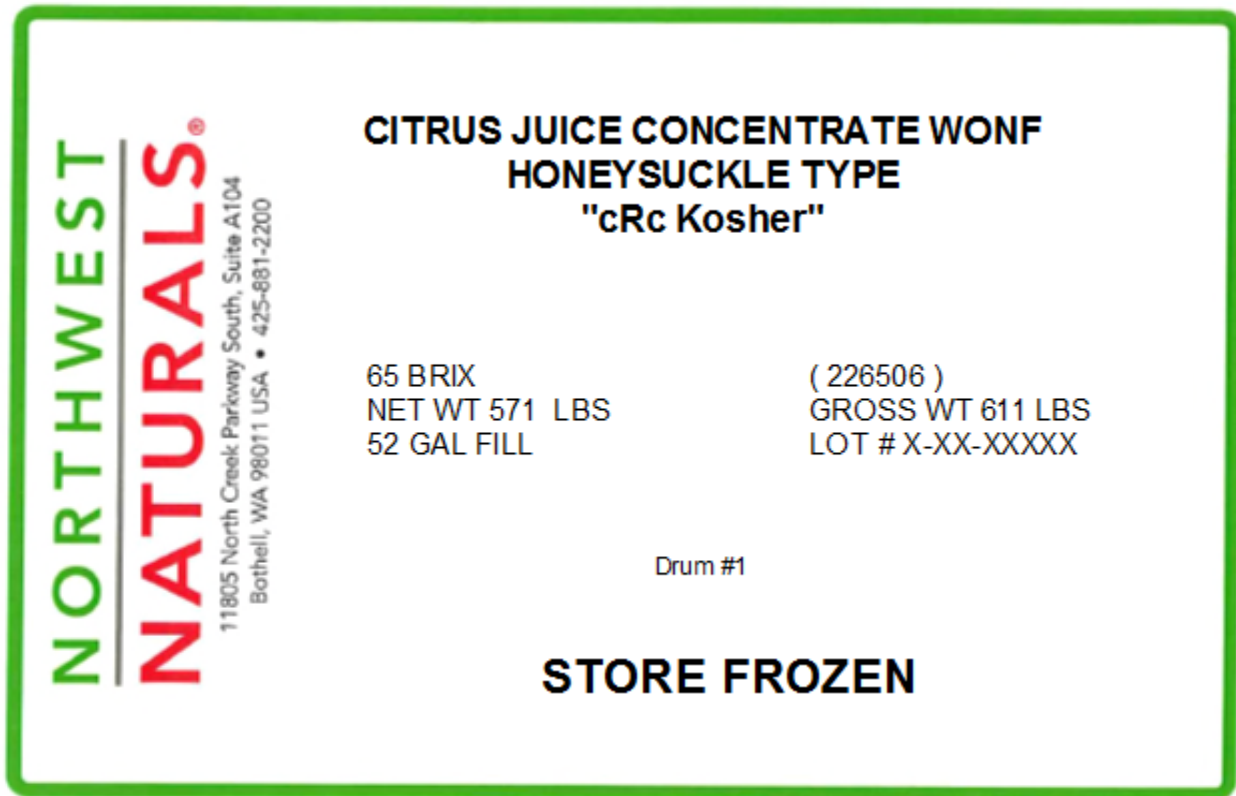 NORTHWEST
NATURALS®
11805 North Creek Parkway South, Suite A104
Bothell, WA 98011 USA • 425-881-2200
CITRUS JUICE CONCENTRATE WONF
HONEYSUCKLE TYPE
"cRc Kosher"
65 BRIX
NET WT 571 LBS
52 GAL FILL
( 226506 )
GROSS WT 611 LBS
LOT # X-XX-XXXXX
Drum #1
STORE FROZEN